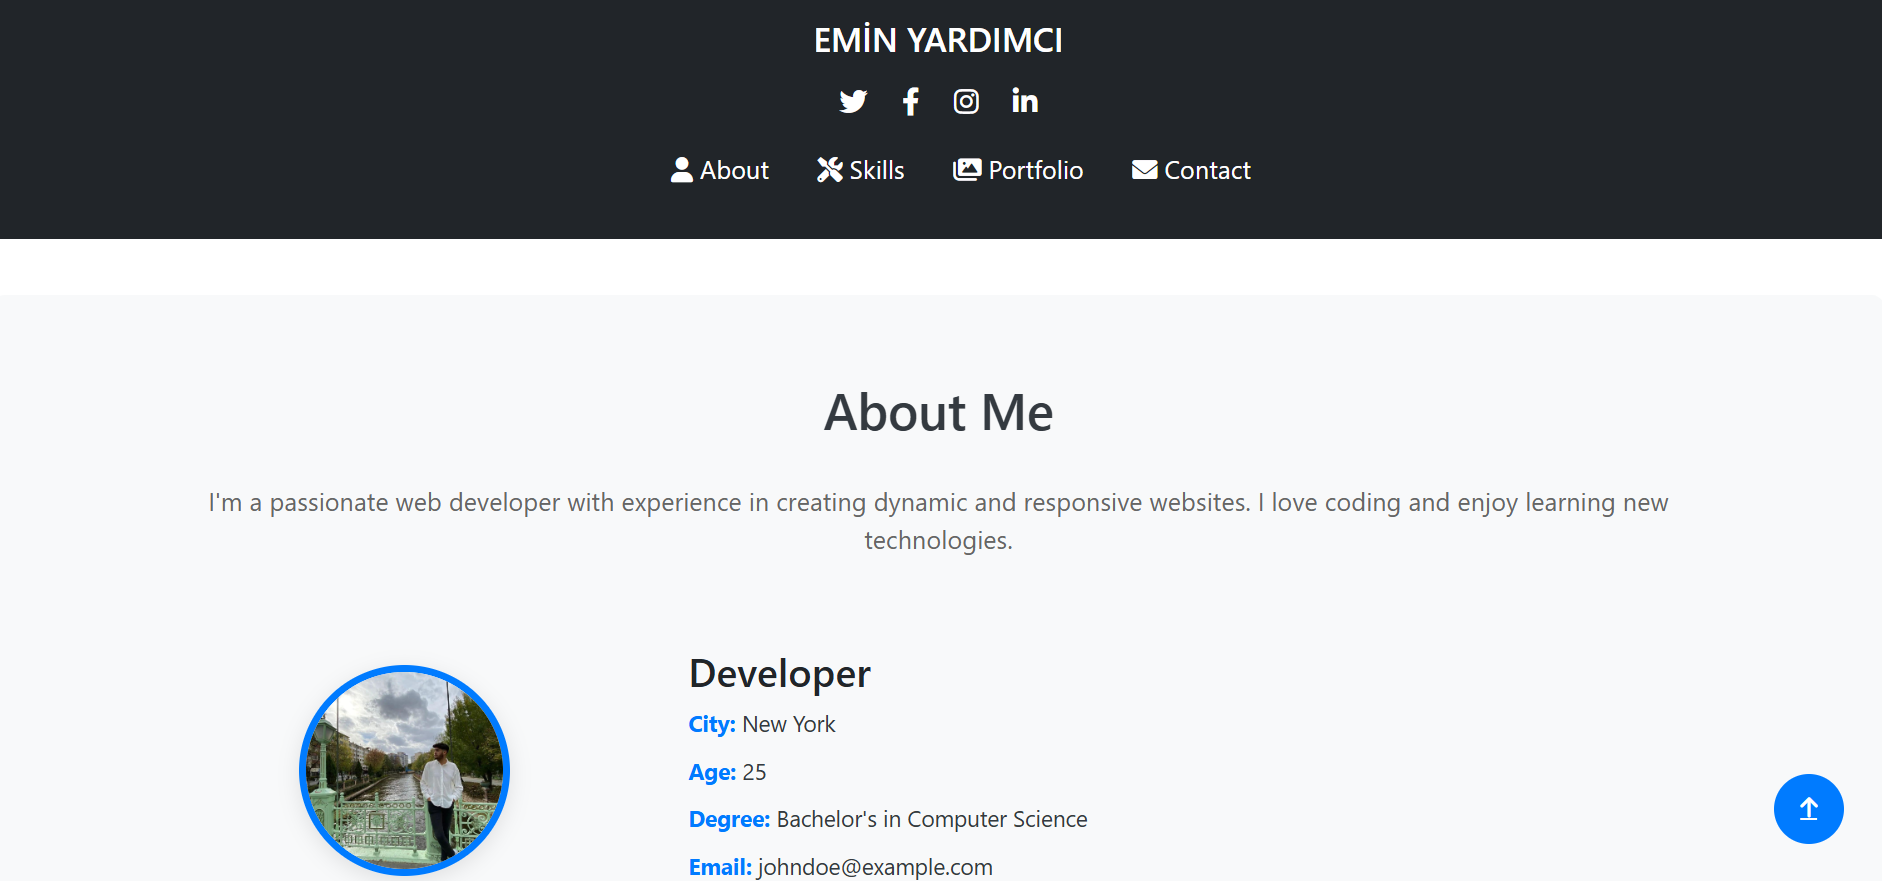 EMİN YARDIMCI
About Skills Portfolio Contact
About Me
I'm a passionate web developer with experience in creating dynamic and responsive websites. I love coding and enjoy learning new
technologies.
Developer
City: New York
Age: 25
Degree: Bachelor's in Computer Science
Email: johndoe@example.com